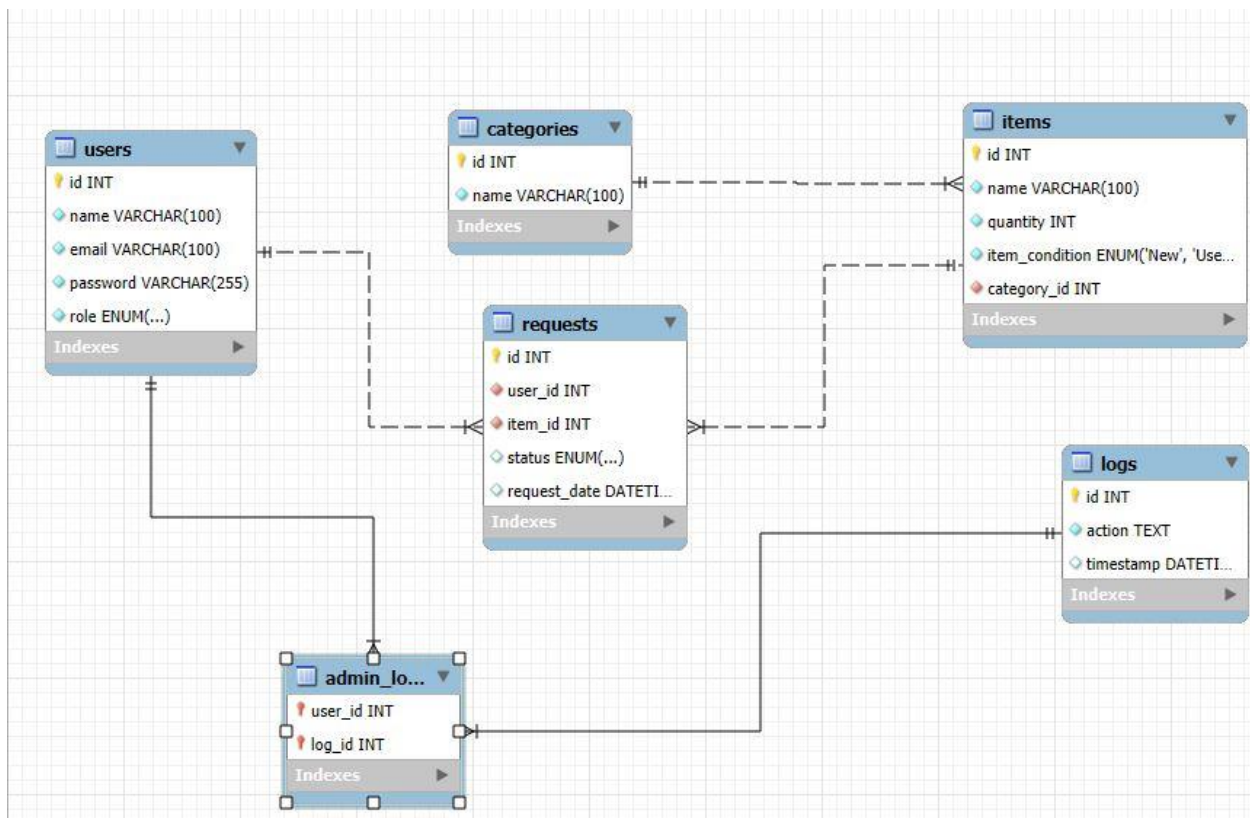 users
id INT
name VARCHAR(100)
email VARCHAR(100)
password VARCHAR(255)
role ENUM(...)
Indexes
categories
id INT
name VARCHAR(100)
Indexes
items
id INT
name VARCHAR(100)
quantity INT
item_condition ENUM('New', 'Use...
category_id INT
Indexes
requests
id INT
user_id INT
item_id INT
status ENUM(...)
request_date DATETI...
Indexes
logs
id INT
action TEXT
timestamp DATETI...
Indexes
admin_lo...
user_id INT
log_id INT
Indexes